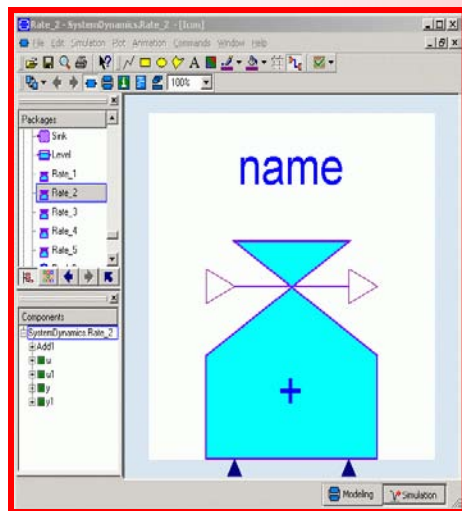 Rate_2 - SystemDynamics.Rate_2 - [Icon]
File Edit Simulation Plot Animation Commands Window Help
100%
Packages
Sink
Level
Rate_1
Rate_2
Rate_3
Rate_4
Rate_5
Components
SystemDynamics.Rate_2
Add1
u
u1
y
y1
name
+
Modeling
Simulation